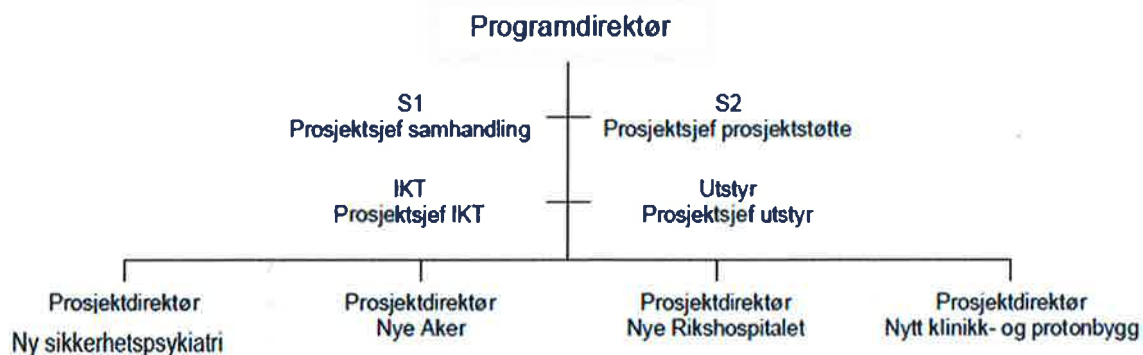 Programdirektør
S1
Prosjektsjef samhandling
S2
Prosjektsjef prosjektstøtte
IKT
Prosjektsjef IKT
Utstyr
Prosjektsjef utstyr
Prosjektdirektør
Ny sikkerhetspsykiatri
Prosjektdirektør
Nye Aker
Prosjektdirektør
Nye Rikshospitalet
Prosjektdirektør
Nytt klinikk- og protonbygg